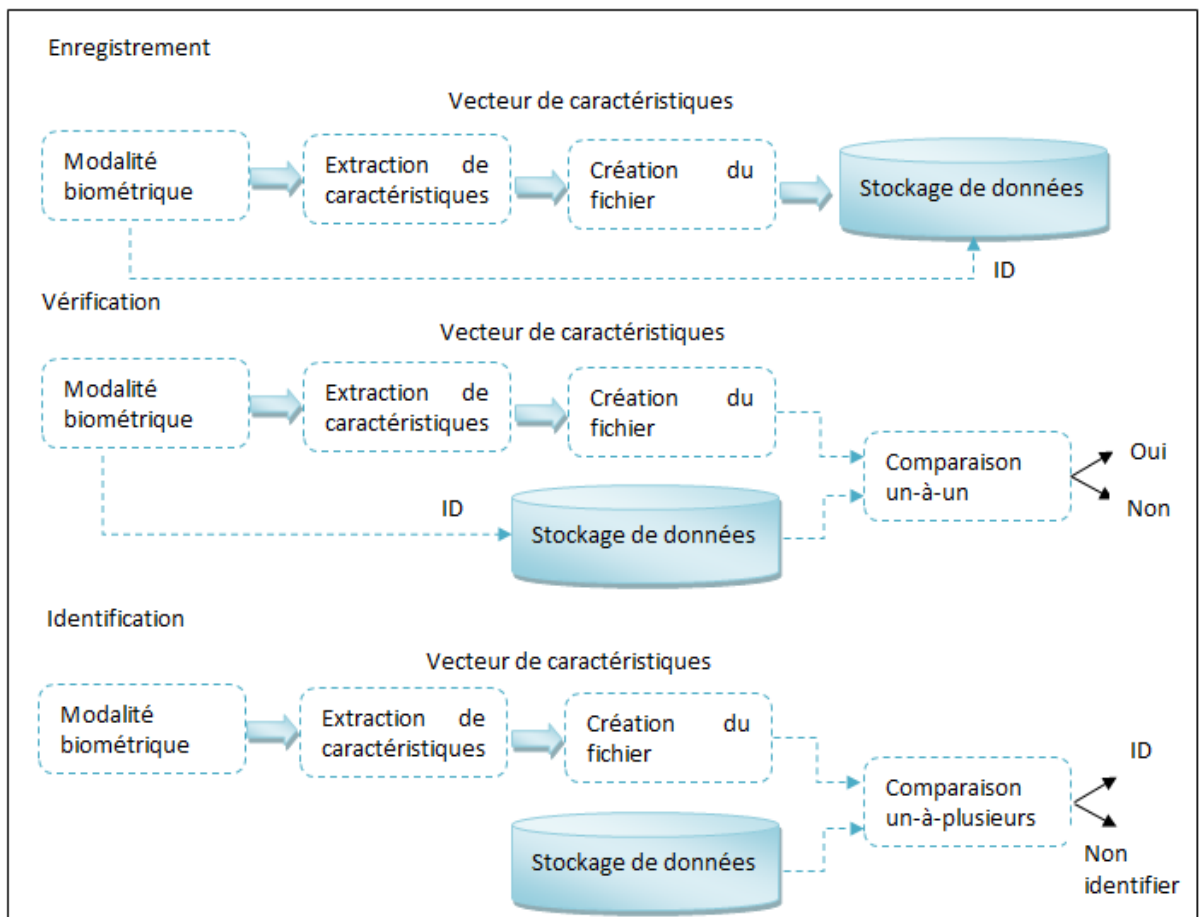 Enregistrement
Vecteur de caractéristiques
Modalité
biométrique
Extraction de
caractéristiques
Création du
fichier
Stockage de données
ID
Vérification
Vecteur de caractéristiques
Modalité
biométrique
Extraction de
caractéristiques
Création du
fichier
Comparaison
un-à-un
Oui
Non
ID
Stockage de données
Identification
Vecteur de caractéristiques
Modalité
biométrique
Extraction de
caractéristiques
Création du
fichier
Comparaison
un-à-plusieurs
ID
Non
identifier
Stockage de données